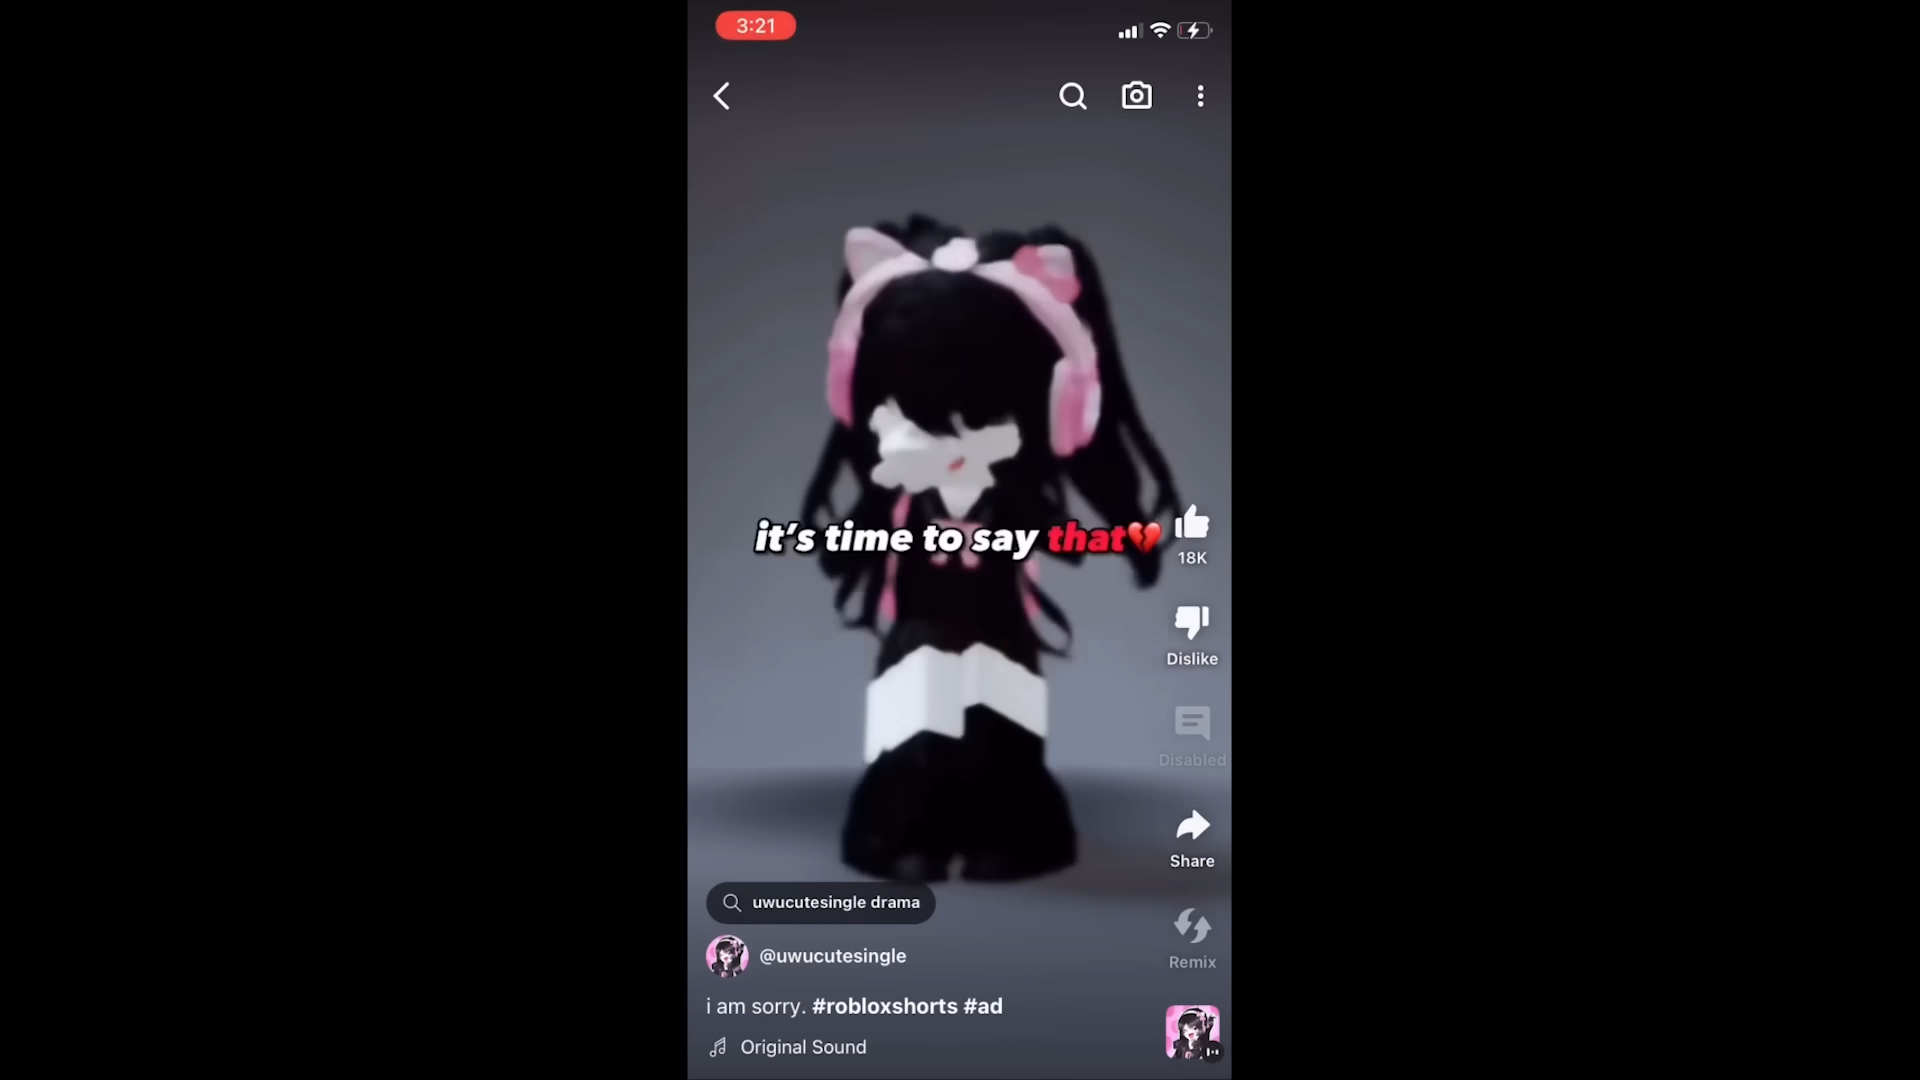 3:21
it's time to say that💔
18K
Dislike
Disabled
Share
Remix
uwucutesingle drama
@uwucutesingle
i am sorry. #robloxshorts #ad
Original Sound